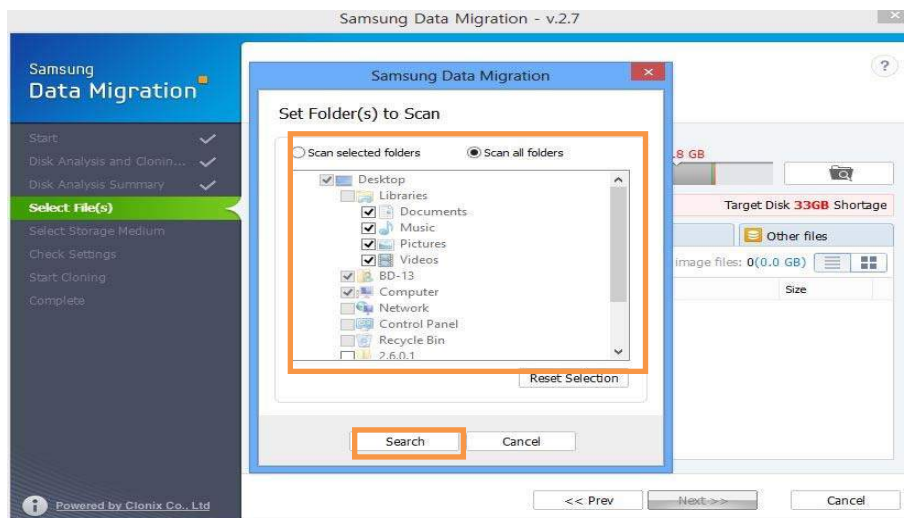 Samsung Data Migration - v.2.7
Samsung
Data Migration
Start
Disk Analysis and Clonin...
Disk Analysis Summary
Select File(s)
Select Storage Medium
Check Settings
Start Cloning
Complete
Powered by Clonix Co., Ltd
Samsung Data Migration
Set Folder(s) to Scan
Scan selected folders
Scan all folders
Desktop
Libraries
Documents
Music
Pictures
Videos
BD-13
Computer
Network
Control Panel
Recycle Bin
2.6.0.1
Reset Selection
Search
Cancel
?
.8 GB
Target Disk 33GB Shortage
Other files
image files: 0(0.0 GB)
Size
<< Prev
Next >>
Cancel